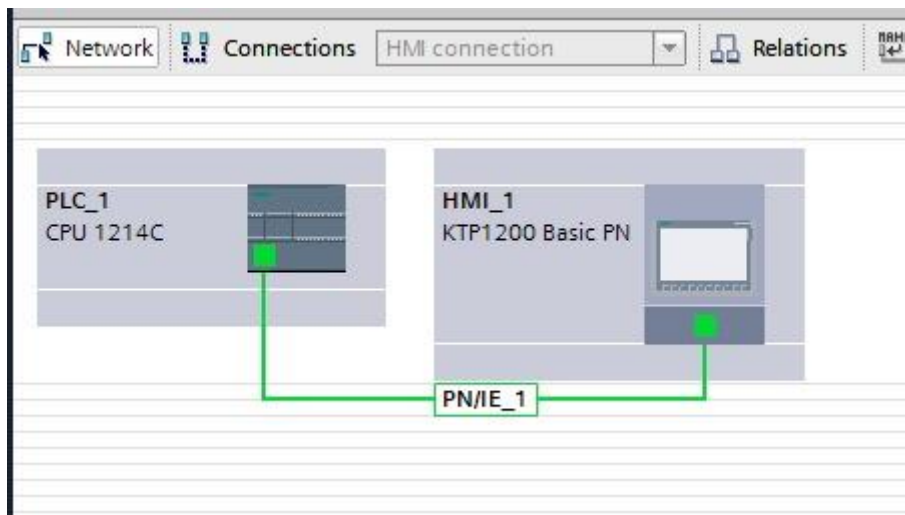 Network Connections HMI connection Relations
PLC_1
CPU 1214C
HMI_1
KTP1200 Basic PN
PN/IE_1